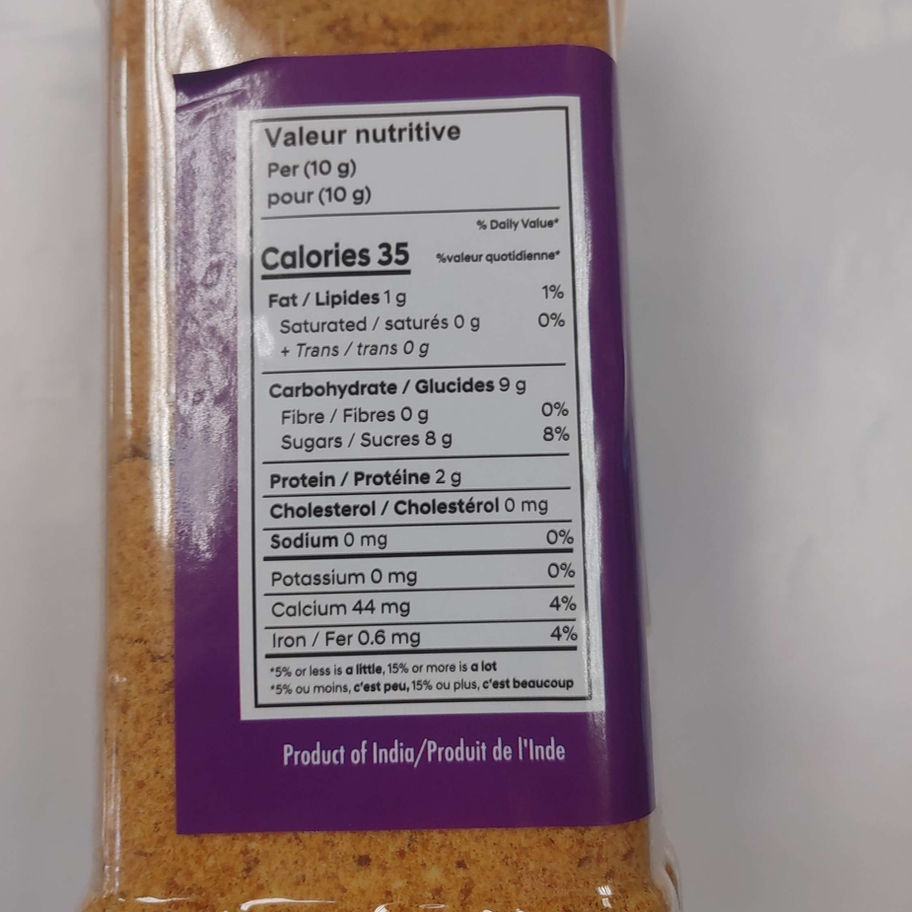 Valeur nutritive
Per (10 g)
pour (10 g)
% Daily Value*
Calories 35 %valeur quotidienne*
Fat / Lipides 1 g 1%
Saturated / saturés 0 g 0%
+ Trans / trans 0 g
Carbohydrate / Glucides 9 g
Fibre / Fibres 0 g 0%
Sugars / Sucres 8 g 8%
Protein / Protéine 2 g
Cholesterol / Cholestérol 0 mg
Sodium 0 mg 0%
Potassium 0 mg 0%
Calcium 44 mg 4%
Iron / Fer 0.6 mg 4%
*5% or less is a little, 15% or more is a lot
*5% ou moins, c'est peu, 15% ou plus, c'est beaucoup
Product of India/Produit de l'Inde